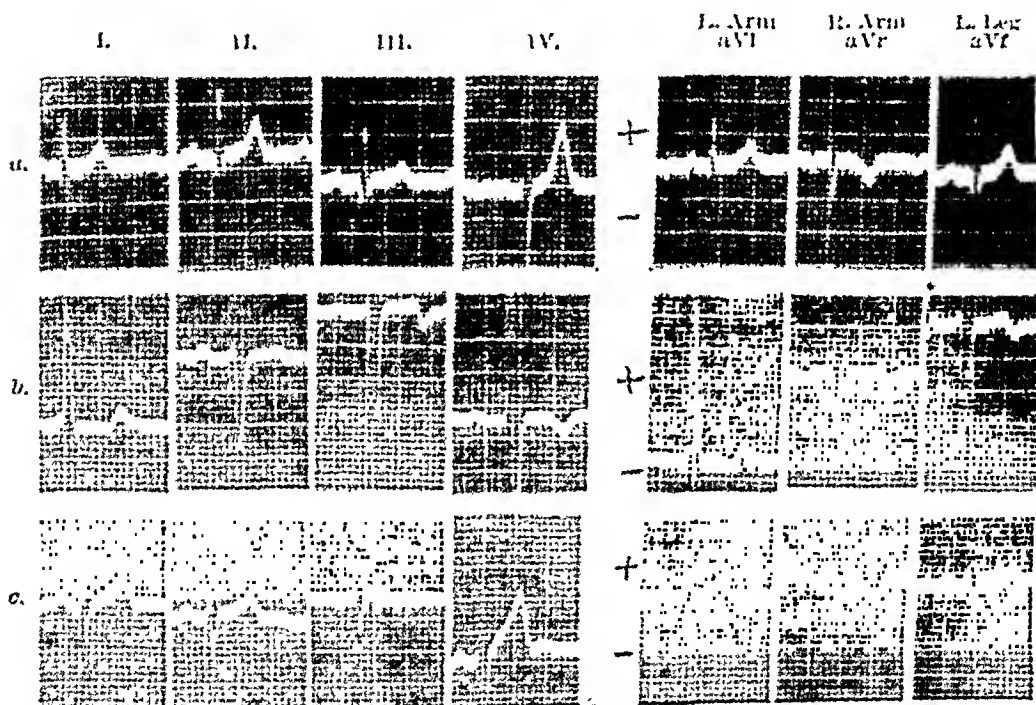 L. Arm R. Arm L. Leg
I. II. III. IV. aVl aVr aVf
a. + −
b. + −
c. + −